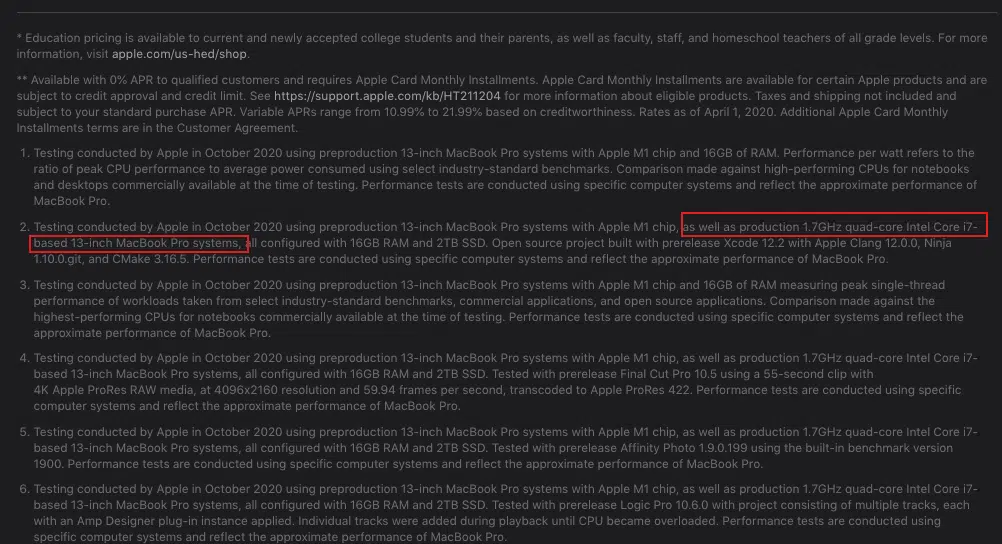 * Education pricing is available to current and newly accepted college students and their parents, as well as faculty, staff, and homeschool teachers of all grade levels. For more
information, visit apple.com/us-hed/shop.
** Available with 0% APR to qualified customers and requires Apple Card Monthly Installments. Apple Card Monthly Installments are available for certain Apple products and are
subject to credit approval and credit limit. See https://support.apple.com/kb/HT211204 for more information about eligible products. Taxes and shipping not included and
subject to your standard purchase APR. Variable APRs range from 10.99% to 21.99% based on creditworthiness. Rates as of April 1, 2020. Additional Apple Card Monthly
Installments terms are in the Customer Agreement.
1. Testing conducted by Apple in October 2020 using preproduction 13-inch MacBook Pro systems with Apple M1 chip and 16GB of RAM. Performance per watt refers to the
ratio of peak CPU performance to average power consumed using select industry-standard benchmarks. Comparison made against high-performing CPUs for notebooks
and desktops commercially available at the time of testing. Performance tests are conducted using specific computer systems and reflect the approximate performance of
MacBook Pro.
2. Testing conducted by Apple in October 2020 using preproduction 13-inch MacBook Pro systems with Apple M1 chip, as well as production 1.7GHz quad-core Intel Core i7-
based 13-inch MacBook Pro systems, all configured with 16GB RAM and 2TB SSD. Open source project built with prerelease Xcode 12.2 with Apple Clang 12.0.0, Ninja
1.10.0.git, and CMake 3.16.5. Performance tests are conducted using specific computer systems and reflect the approximate performance of MacBook Pro.
3. Testing conducted by Apple in October 2020 using preproduction 13-inch MacBook Pro systems with Apple M1 chip and 16GB of RAM measuring peak single-thread
performance of workloads taken from select industry-standard benchmarks, commercial applications, and open source applications. Comparison made against the
highest-performing CPUs for notebooks commercially available at the time of testing. Performance tests are conducted using specific computer systems and reflect the
approximate performance of MacBook Pro.
4. Testing conducted by Apple in October 2020 using preproduction 13-inch MacBook Pro systems with Apple M1 chip, as well as production 1.7GHz quad-core Intel Core i7-
based 13-inch MacBook Pro systems, all configured with 16GB RAM and 2TB SSD. Tested with prerelease Final Cut Pro 10.5 using a 55-second clip with
4K Apple ProRes RAW media, at 4096x2160 resolution and 59.94 frames per second, transcoded to Apple ProRes 422. Performance tests are conducted using specific
computer systems and reflect the approximate performance of MacBook Pro.
5. Testing conducted by Apple in October 2020 using preproduction 13-inch MacBook Pro systems with Apple M1 chip, as well as production 1.7GHz quad-core Intel Core i7-
based 13-inch MacBook Pro systems, all configured with 16GB RAM and 2TB SSD. Tested with prerelease Affinity Photo 1.9.0.199 using the built-in benchmark version
1900. Performance tests are conducted using specific computer systems and reflect the approximate performance of MacBook Pro.
6. Testing conducted by Apple in October 2020 using preproduction 13-inch MacBook Pro systems with Apple M1 chip, as well as production 1.7GHz quad-core Intel Core i7-
based 13-inch MacBook Pro systems, all configured with 16GB RAM and 2TB SSD. Tested with prerelease Logic Pro 10.6.0 with project consisting of multiple tracks, each
with an Amp Designer plug-in instance applied. Individual tracks were added during playback until CPU became overloaded. Performance tests are conducted using
specific computer systems and reflect the approximate performance of MacBook Pro.